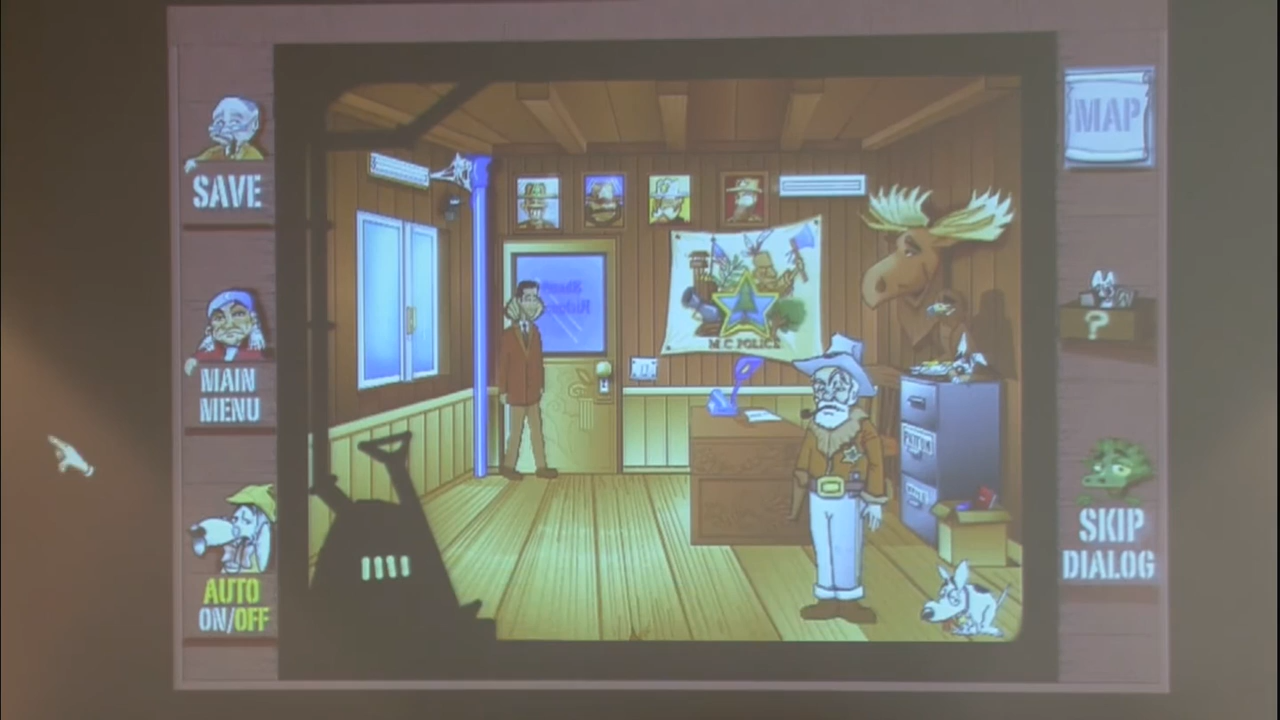 SAVE
MAIN
MENU
AUTO
ON/OFF
MAP
M.C POLICE
?
SKIP
DIALOG